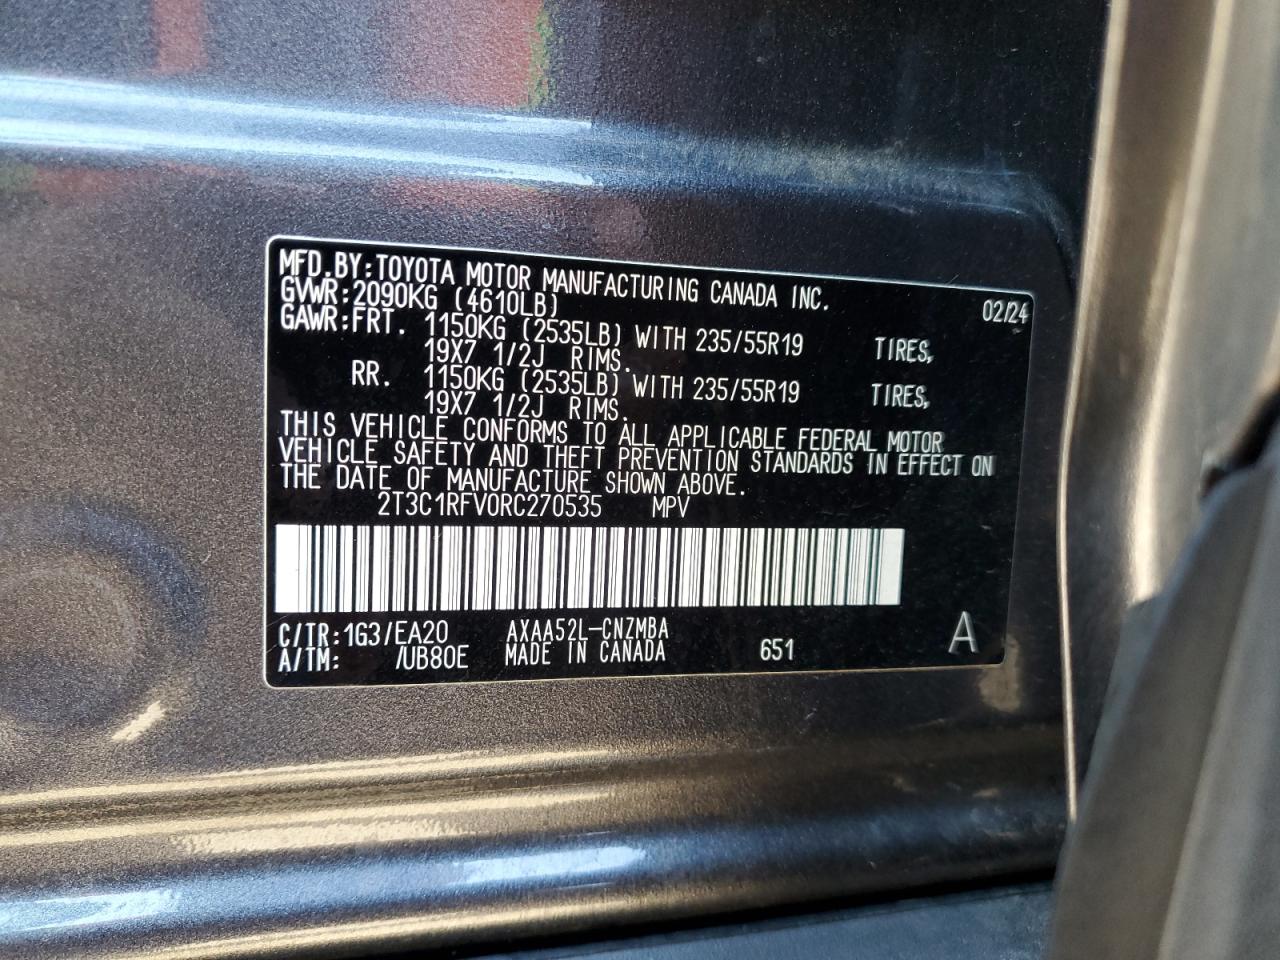 MFD.BY:TOYOTA MOTOR MANUFACTURING CANADA INC. 02/24
GVWR:2090KG (4610LB)
GAWR:FRT. 1150KG (2535LB) WITH 235/55R19 TIRES,
19X7 1/2J RIMS.
RR. 1150KG (2535LB) WITH 235/55R19 TIRES,
19X7 1/2J RIMS.
THIS VEHICLE CONFORMS TO ALL APPLICABLE FEDERAL MOTOR
VEHICLE SAFETY AND THEFT PREVENTION STANDARDS IN EFFECT ON
THE DATE OF MANUFACTURE SHOWN ABOVE.
2T3C1RFV0RC270535 MPV
C/TR:1G3/EA20 AXAA52L-CNZMBA
A/TM: /UB80E MADE IN CANADA 651 A